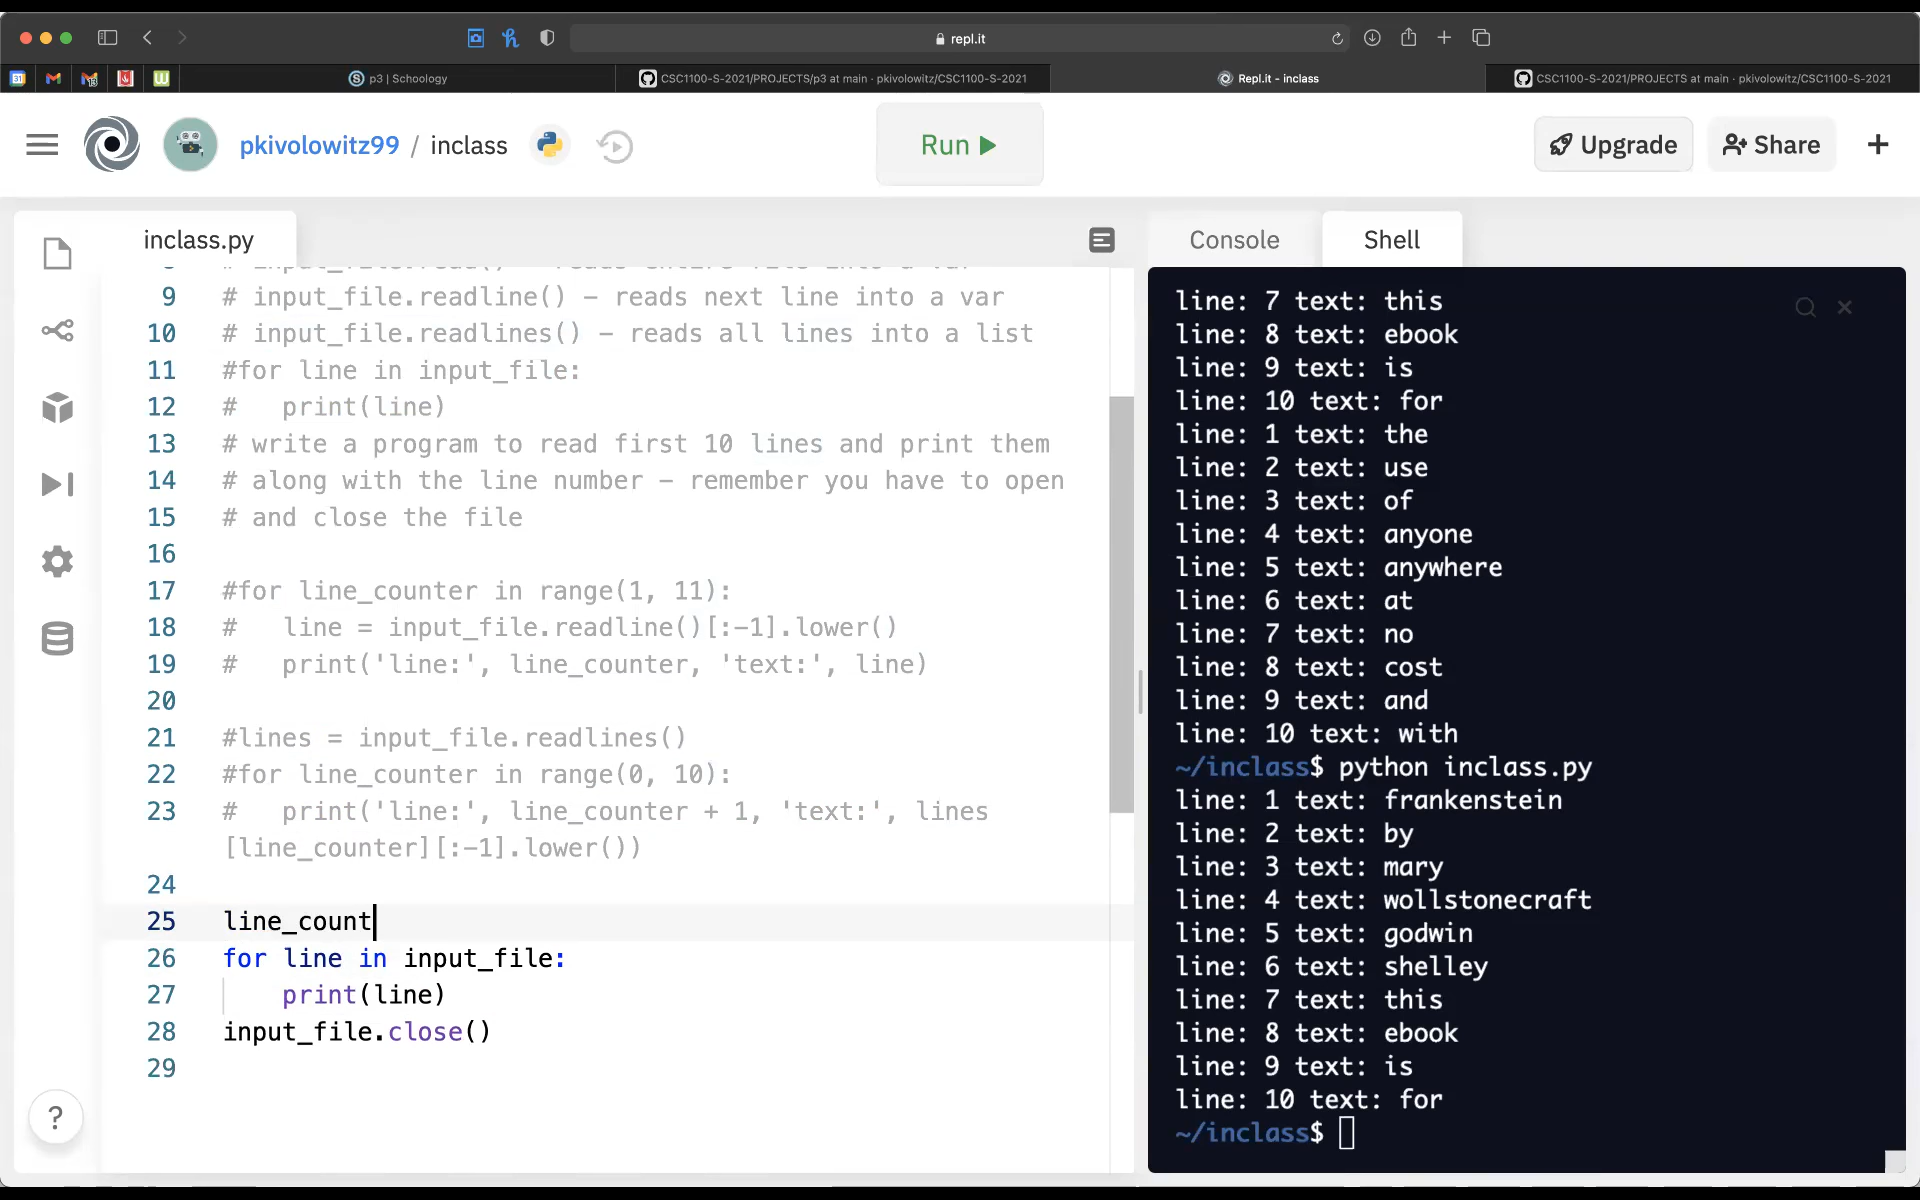 repl.it
p3 | Schoology
CSC1100-S-2021/PROJECTS/p3 at main · pkivolowitz/CSC1100-S-2021
Repl.it - inclass
CSC1100-S-2021/PROJECTS at main · pkivolowitz/CSC1100-S-2021
pkivolowitz99 / inclass
Run
Upgrade
Share
inclass.py
9 # input_file.readline() – reads next line into a var
10 # input_file.readlines() – reads all lines into a list
11 #for line in input_file:
12 #   print(line)
13 # write a program to read first 10 lines and print them
14 # along with the line number – remember you have to open
15 # and close the file
16
17 #for line_counter in range(1, 11):
18 #   line = input_file.readline()[:-1].lower()
19 #   print('line:', line_counter, 'text:', line)
20
21 #lines = input_file.readlines()
22 #for line_counter in range(0, 10):
23 #   print('line:', line_counter + 1, 'text:', lines
[line_counter][:-1].lower())
24
25 line_count
26 for line in input_file:
27     print(line)
28 input_file.close()
29
?
Console
Shell
line: 7 text: this
line: 8 text: ebook
line: 9 text: is
line: 10 text: for
line: 1 text: the
line: 2 text: use
line: 3 text: of
line: 4 text: anyone
line: 5 text: anywhere
line: 6 text: at
line: 7 text: no
line: 8 text: cost
line: 9 text: and
line: 10 text: with
~/inclass$ python inclass.py
line: 1 text: frankenstein
line: 2 text: by
line: 3 text: mary
line: 4 text: wollstonecraft
line: 5 text: godwin
line: 6 text: shelley
line: 7 text: this
line: 8 text: ebook
line: 9 text: is
line: 10 text: for
~/inclass$